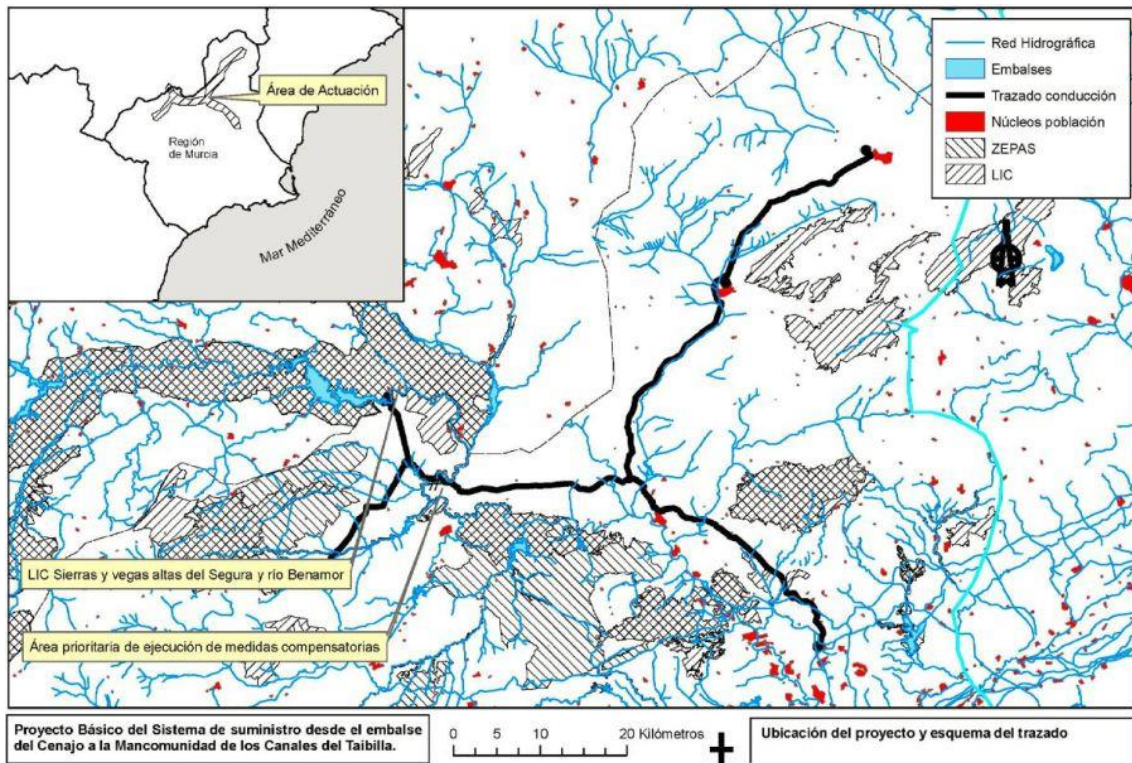 Área de Actuación
Región
de Murcia
Mar Mediterráneo
Red Hidrográfica
Embalses
Trazado conducción
Núcleos población
ZEPAS
LIC
LIC Sierras y vegas altas del Segura y río Benamor
Área prioritaria de ejecución de medidas compensatorias
Proyecto Básico del Sistema de suministro desde el embalse
del Cenajo a la Mancomunidad de los Canales del Taibilla.
0 5 10 20 Kilómetros
Ubicación del proyecto y esquema del trazado